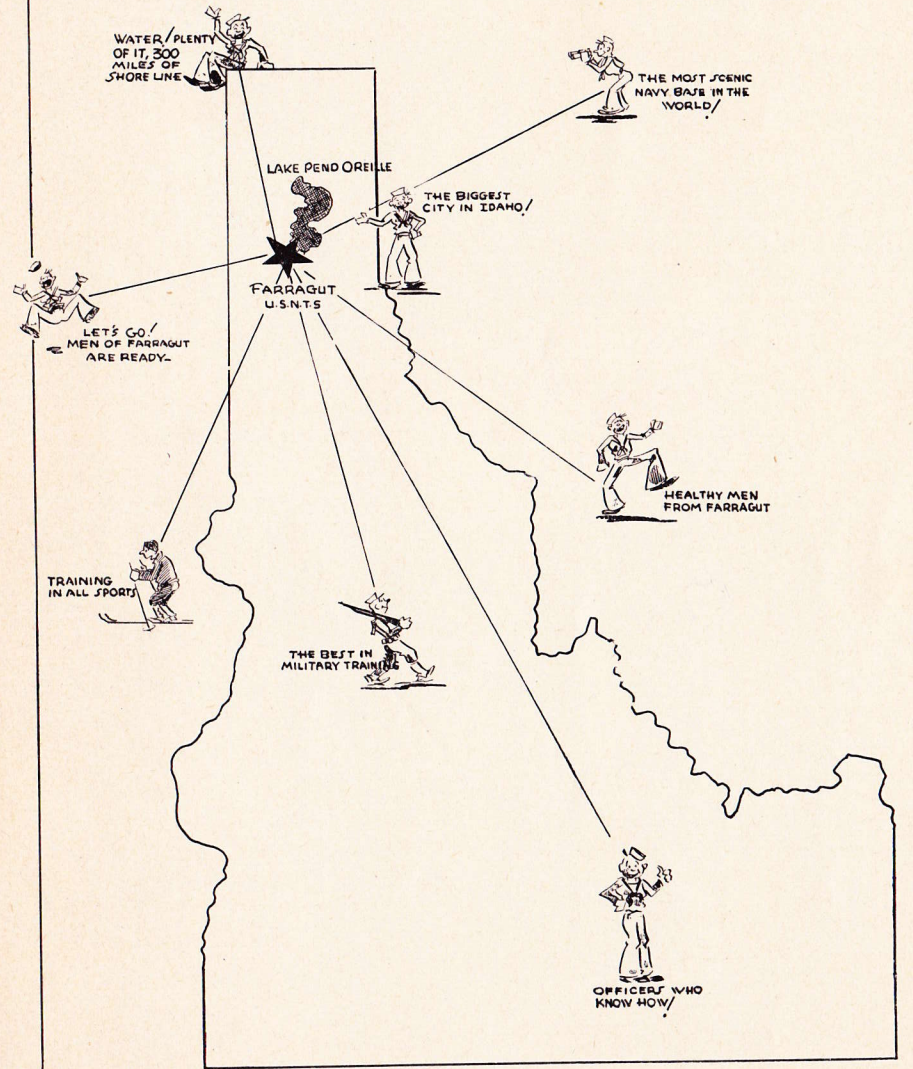 WATER! PLENTY
OF IT, 300
MILES OF
SHORE LINE
THE MOST SCENIC
NAVY BASE IN THE
WORLD!
LAKE PEND OREILLE
THE BIGGEST
CITY IN IDAHO!
FARRAGUT
U.S.N.T.S
LET'S GO!
MEN OF FARRAGUT
ARE READY-
HEALTHY MEN
FROM FARRAGUT
TRAINING
IN ALL SPORTS
THE BEST IN
MILITARY TRAINING
OFFICERS WHO
KNOW HOW!